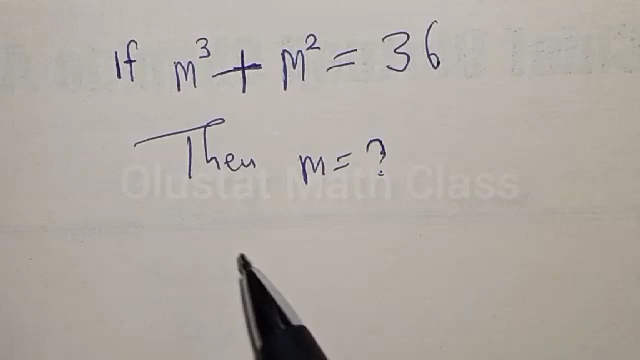 If m³ + m² = 36
Then m = ?
Olustat Math Class